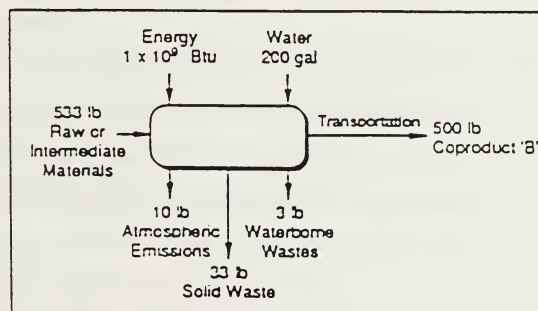 Energy
1 x 10⁹ Btu
Water
200 gal
533 lb
Raw or
Intermediate
Materials
Transportation
500 lb
Coproduct 'B'
10 lb
Atmospheric
Emissions
3 lb
Waterborne
Wastes
33 lb
Solid Waste